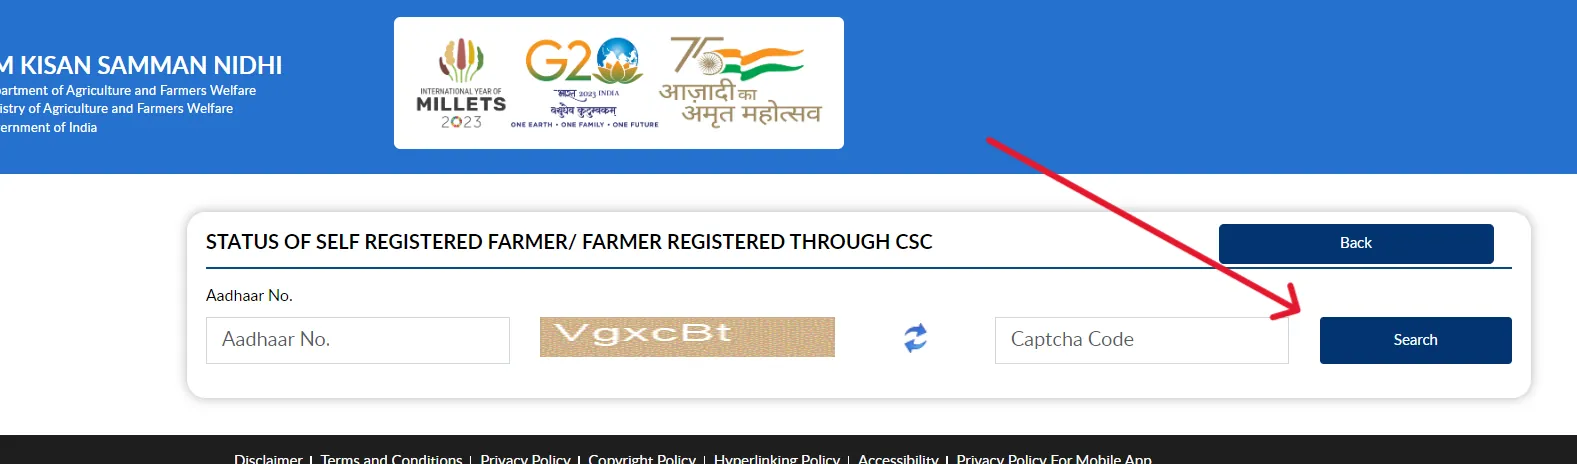 M KISAN SAMMAN NIDHI
partment of Agriculture and Farmers Welfare
istry of Agriculture and Farmers Welfare
ernment of India
INTERNATIONAL YEAR OF
MILLETS
2023
G20
भारत 2023 INDIA
वसुधैव कुटुम्बकम्
ONE EARTH • ONE FAMILY • ONE FUTURE
75
आज़ादी का
अमृत महोत्सव
STATUS OF SELF REGISTERED FARMER/ FARMER REGISTERED THROUGH CSC
Back
Aadhaar No.
Aadhaar No.
VgxcBt
Captcha Code
Search
Disclaimer | Terms and Conditions | Privacy Policy | Copyright Policy | Hyperlinking Policy | Accessibility | Privacy Policy For Mobile App